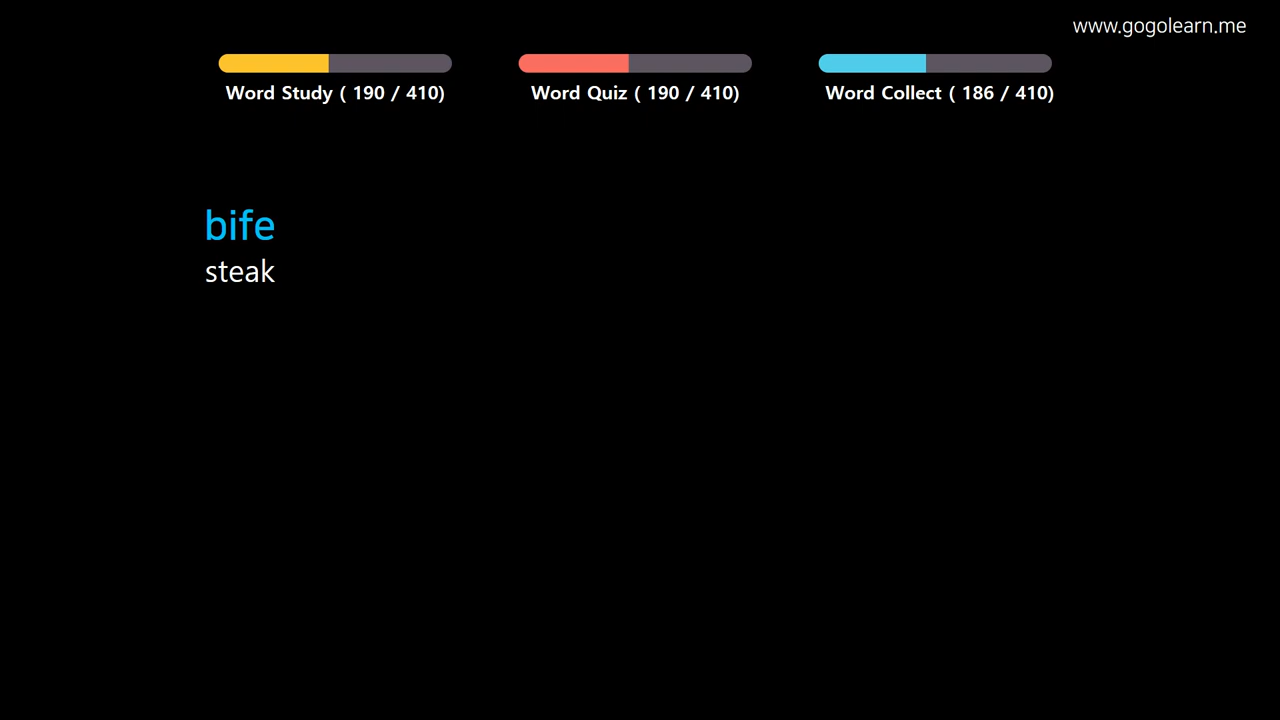 www.gogolearn.me
Word Study ( 190 / 410)
Word Quiz ( 190 / 410)
Word Collect ( 186 / 410)
bife
steak